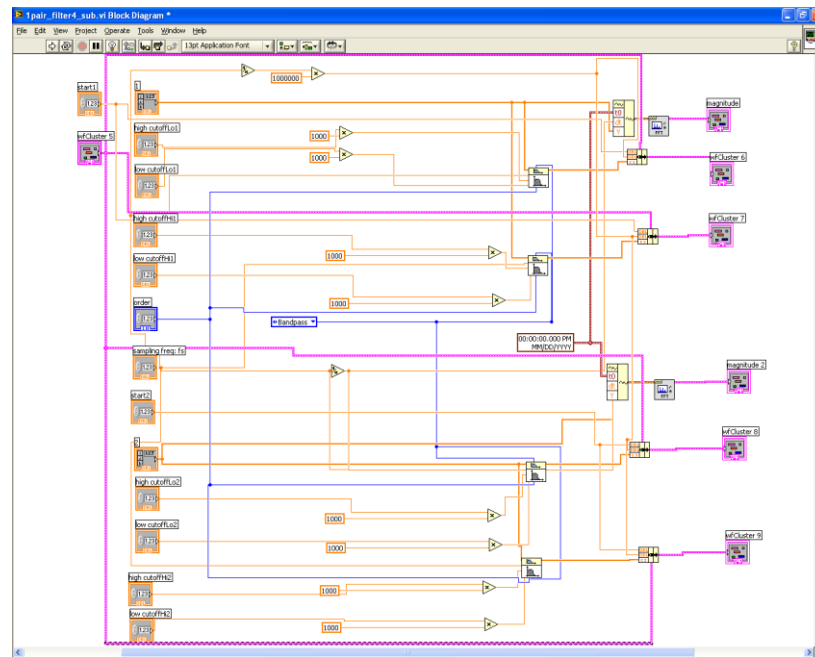 1pair_filter4_sub.vi Block Diagram *
File Edit View Project Operate Tools Window Help
13pt Application Font
start1
1000000
1
magnitude
high cutoffLo1
1000
wfCluster 5
1000
wfCluster 6
low cutoffLo1
high cutoffHi1
wfCluster 7
low cutoffHi1
1000
1000
order
Bandpass
00:00:00.000 PM
MM/DD/YYYY
sampling freq: fs
magnitude 2
start2
wfCluster 8
2
high cutoffLo2
1000
low cutoffLo2
1000
wfCluster 9
high cutoffHi2
1000
low cutoffHi2
1000